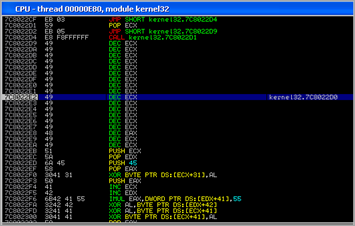 CPU - thread 00000E80, module kernel32
7C8022CF EB 03 JMP SHORT kernel32.7C8022D4
7C8022D1 59 POP ECX
7C8022D2 EB 05 JMP SHORT kernel32.7C8022D9
7C8022D4 E8 F8FFFFFF CALL kernel32.7C8022D1
7C8022D9 49 DEC ECX
7C8022DA 49 DEC ECX
7C8022DB 49 DEC ECX
7C8022DC 49 DEC ECX
7C8022DD 49 DEC ECX
7C8022DE 49 DEC ECX
7C8022DF 49 DEC ECX
7C8022E0 49 DEC ECX
7C8022E1 49 DEC ECX
7C8022E2 49 DEC ECX kernel32.7C8022D0
7C8022E3 49 DEC ECX
7C8022E4 49 DEC ECX
7C8022E5 49 DEC ECX
7C8022E6 49 DEC ECX
7C8022E7 49 DEC ECX
7C8022E8 48 DEC EAX
7C8022E9 49 DEC ECX
7C8022EA 49 DEC ECX
7C8022EB 51 PUSH ECX
7C8022EC 5A POP EDX
7C8022ED 6A 45 PUSH 45
7C8022EF 58 POP EAX
7C8022F0 3041 31 XOR BYTE PTR DS:[ECX+31],AL
7C8022F3 50 PUSH EAX
7C8022F4 41 INC ECX
7C8022F5 42 INC EDX
7C8022F6 6B42 41 55 IMUL EAX,DWORD PTR DS:[EDX+41],55
7C8022FA 3242 42 XOR AL,BYTE PTR DS:[EDX+42]
7C8022FD 3241 41 XOR AL,BYTE PTR DS:[ECX+41]
7C802300 3041 41 XOR BYTE PTR DS:[ECX+41],AL